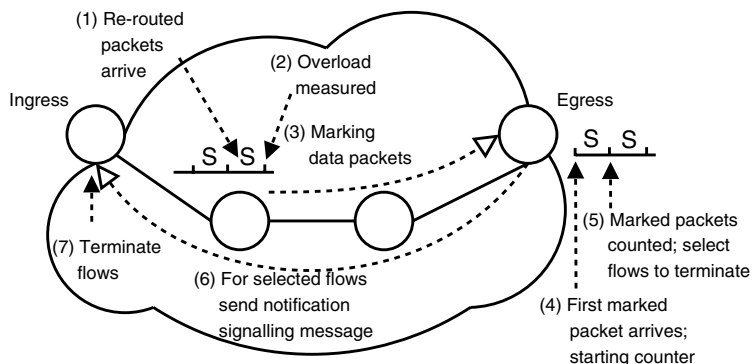 (1) Re-routed
packets
arrive
(2) Overload
measured
Ingress
Egress
(3) Marking
data packets
S S
S S
(5) Marked packets
counted; select
flows to terminate
(7) Terminate
flows
(6) For selected flows
send notification
signalling message
(4) First marked
packet arrives;
starting counter